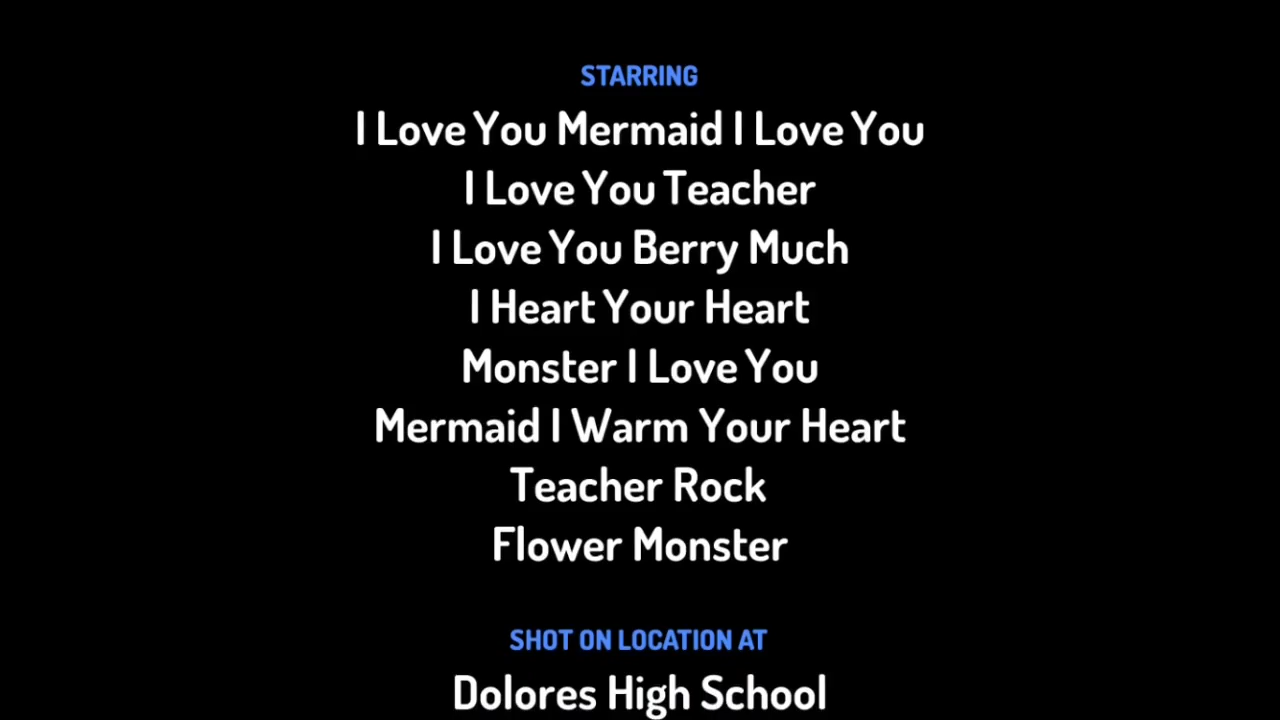 STARRING
I Love You Mermaid I Love You
I Love You Teacher
I Love You Berry Much
I Heart Your Heart
Monster I Love You
Mermaid I Warm Your Heart
Teacher Rock
Flower Monster
SHOT ON LOCATION AT
Dolores High School